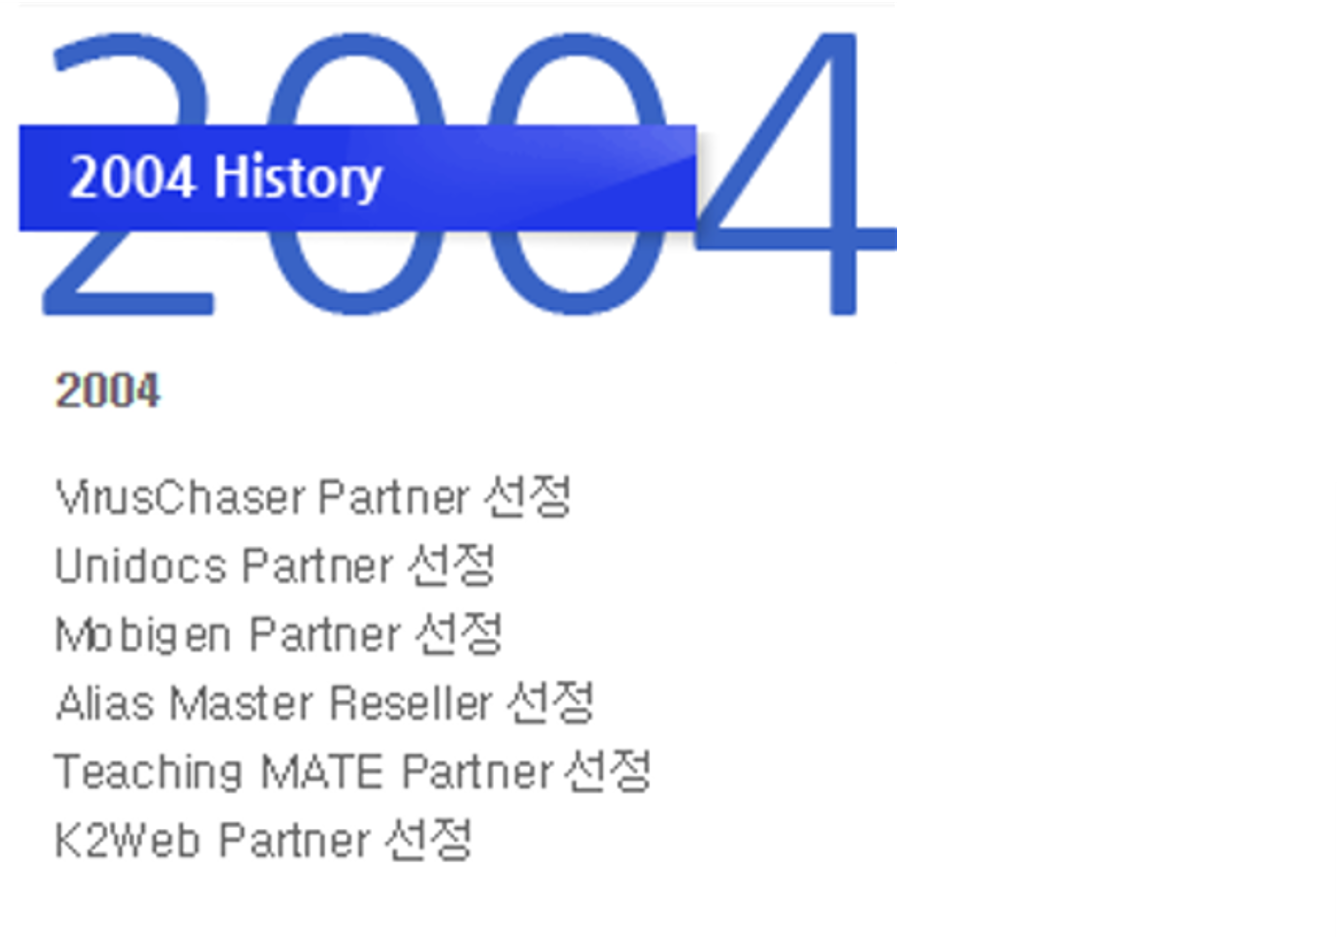 2004
2004 History
2004
VirusChaser Partner 선정
Unidocs Partner 선정
Mobigen Partner 선정
Alias Master Reseller 선정
Teaching MATE Partner 선정
K2Web Partner 선정